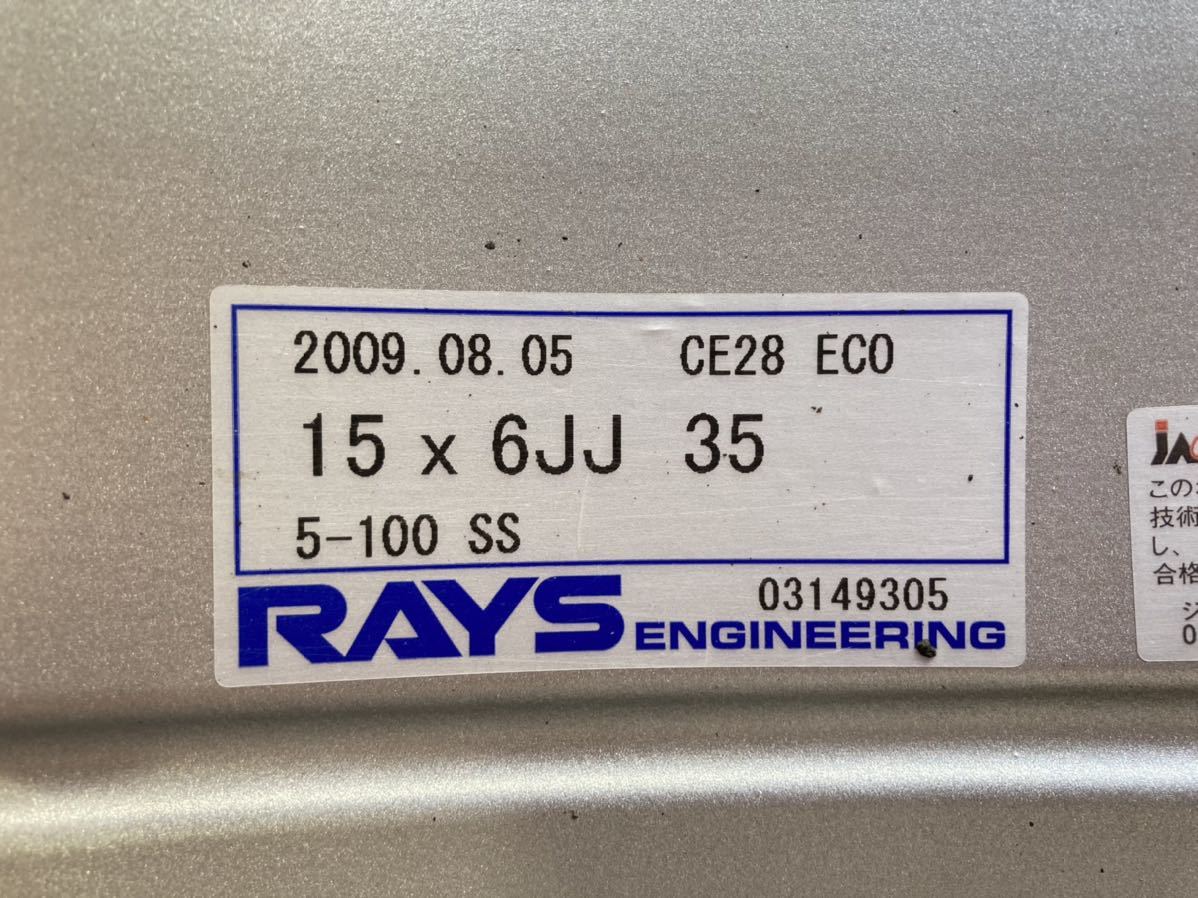 2009.08.05 CE28 ECO
15 x 6JJ 35
5-100 SS
RAYS ENGINEERING 03149305
この
技術
し、
合格